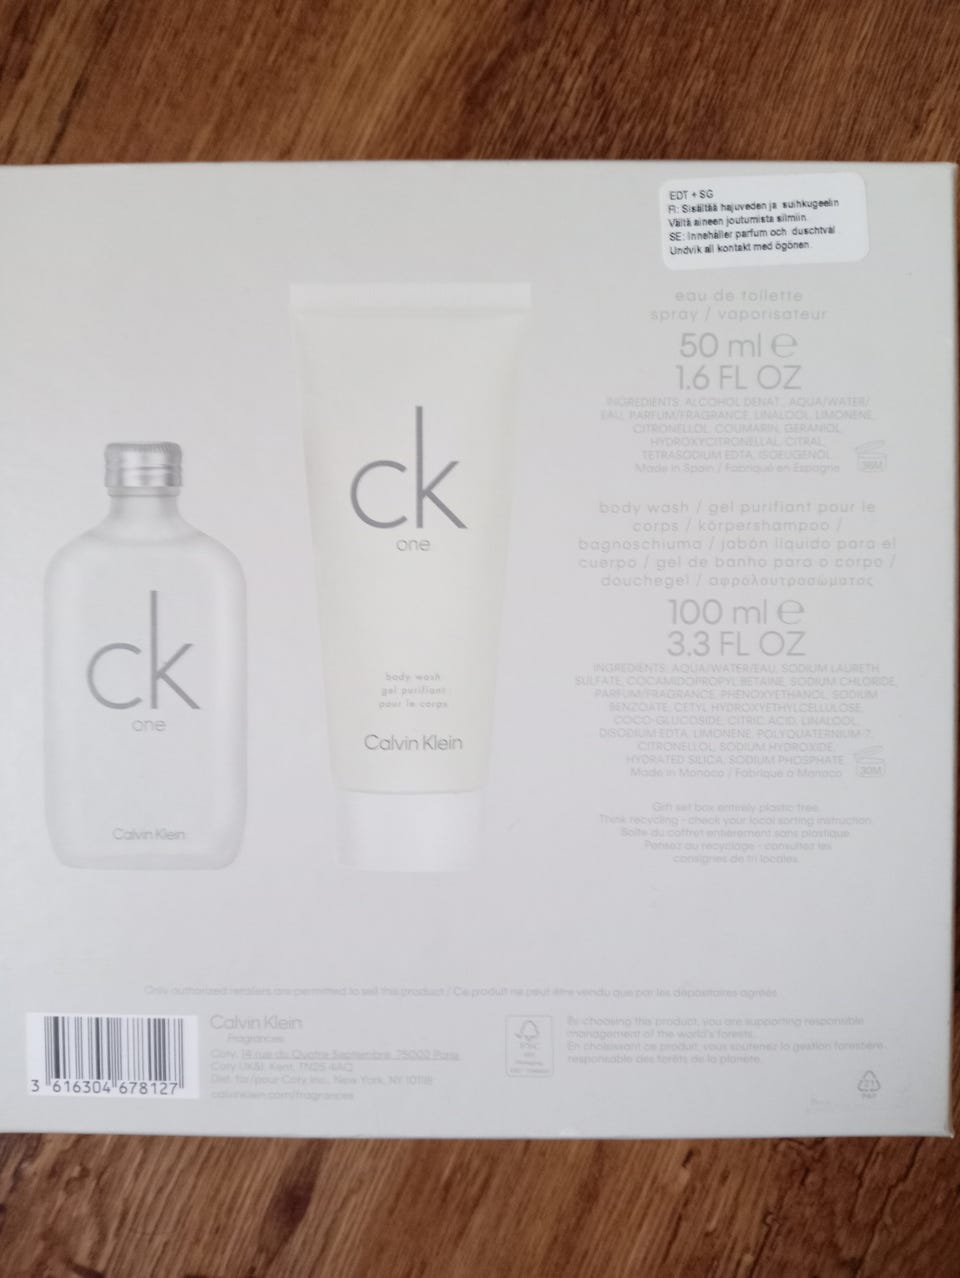 EDT + SG
FI: Sisältää hajuveden ja suihkugeelin
Vältä aineen joutumista silmiin.
SE: Innehåller parfum och duschtvål.
Undvik all kontakt med ögönen.
eau de toilette
spray / vaporisateur
50 ml ℮
1.6 FL OZ
INGREDIENTS: ALCOHOL DENAT., AQUA/WATER/
EAU, PARFUM/FRAGRANCE, LINALOOL, LIMONENE,
CITRONELLOL, COUMARIN, GERANIOL,
HYDROXYCITRONELLAL, CITRAL,
TETRASODIUM EDTA, ISOEUGENOL.
Made in Spain / Fabriqué en Espagne
36M
body wash / gel purifiant pour le
corps / körpershampoo /
bagnoschiuma / jabón líquido para el
cuerpo / gel de banho para o corpo /
douchegel / αφρολουτροσώματος
100 ml ℮
3.3 FL OZ
INGREDIENTS: AQUA/WATER/EAU, SODIUM LAURETH
SULFATE, COCAMIDOPROPYL BETAINE, SODIUM CHLORIDE,
PARFUM/FRAGRANCE, PHENOXYETHANOL, SODIUM
BENZOATE, CETYL HYDROXYETHYLCELLULOSE,
COCO-GLUCOSIDE, CITRIC ACID, LINALOOL,
DISODIUM EDTA, LIMONENE, POLYQUATERNIUM-7,
CITRONELLOL, SODIUM HYDROXIDE,
HYDRATED SILICA, SODIUM PHOSPHATE.
Made in Monaco / Fabriqué à Monaco
30M
Gift set box entirely plastic free.
Think recycling - check your local sorting instruction.
Boîte du coffret entièrement sans plastique.
Pensez au recyclage - consultez les
consignes de tri locales.
ck
one
body wash
gel purifiant
pour le corps
Calvin Klein
ck
one
Calvin Klein
Only authorized retailers are permitted to sell this product / Ce produit ne peut être vendu que par les dépositaires agréés
3 616304 678127
Calvin Klein
Fragrances
Coty, 14 rue du Quatre Septembre, 75002 Paris
Coty UK&I, Kent, TN25 4AQ
Dist. for/pour Coty Inc., New York, NY 10118
calvinklein.com/fragrances
FSC
By choosing this product, you are supporting responsible
management of the world's forests.
En choisissant ce produit, vous soutenez la gestion forestière
responsable des forêts de la planète.
21
PAP